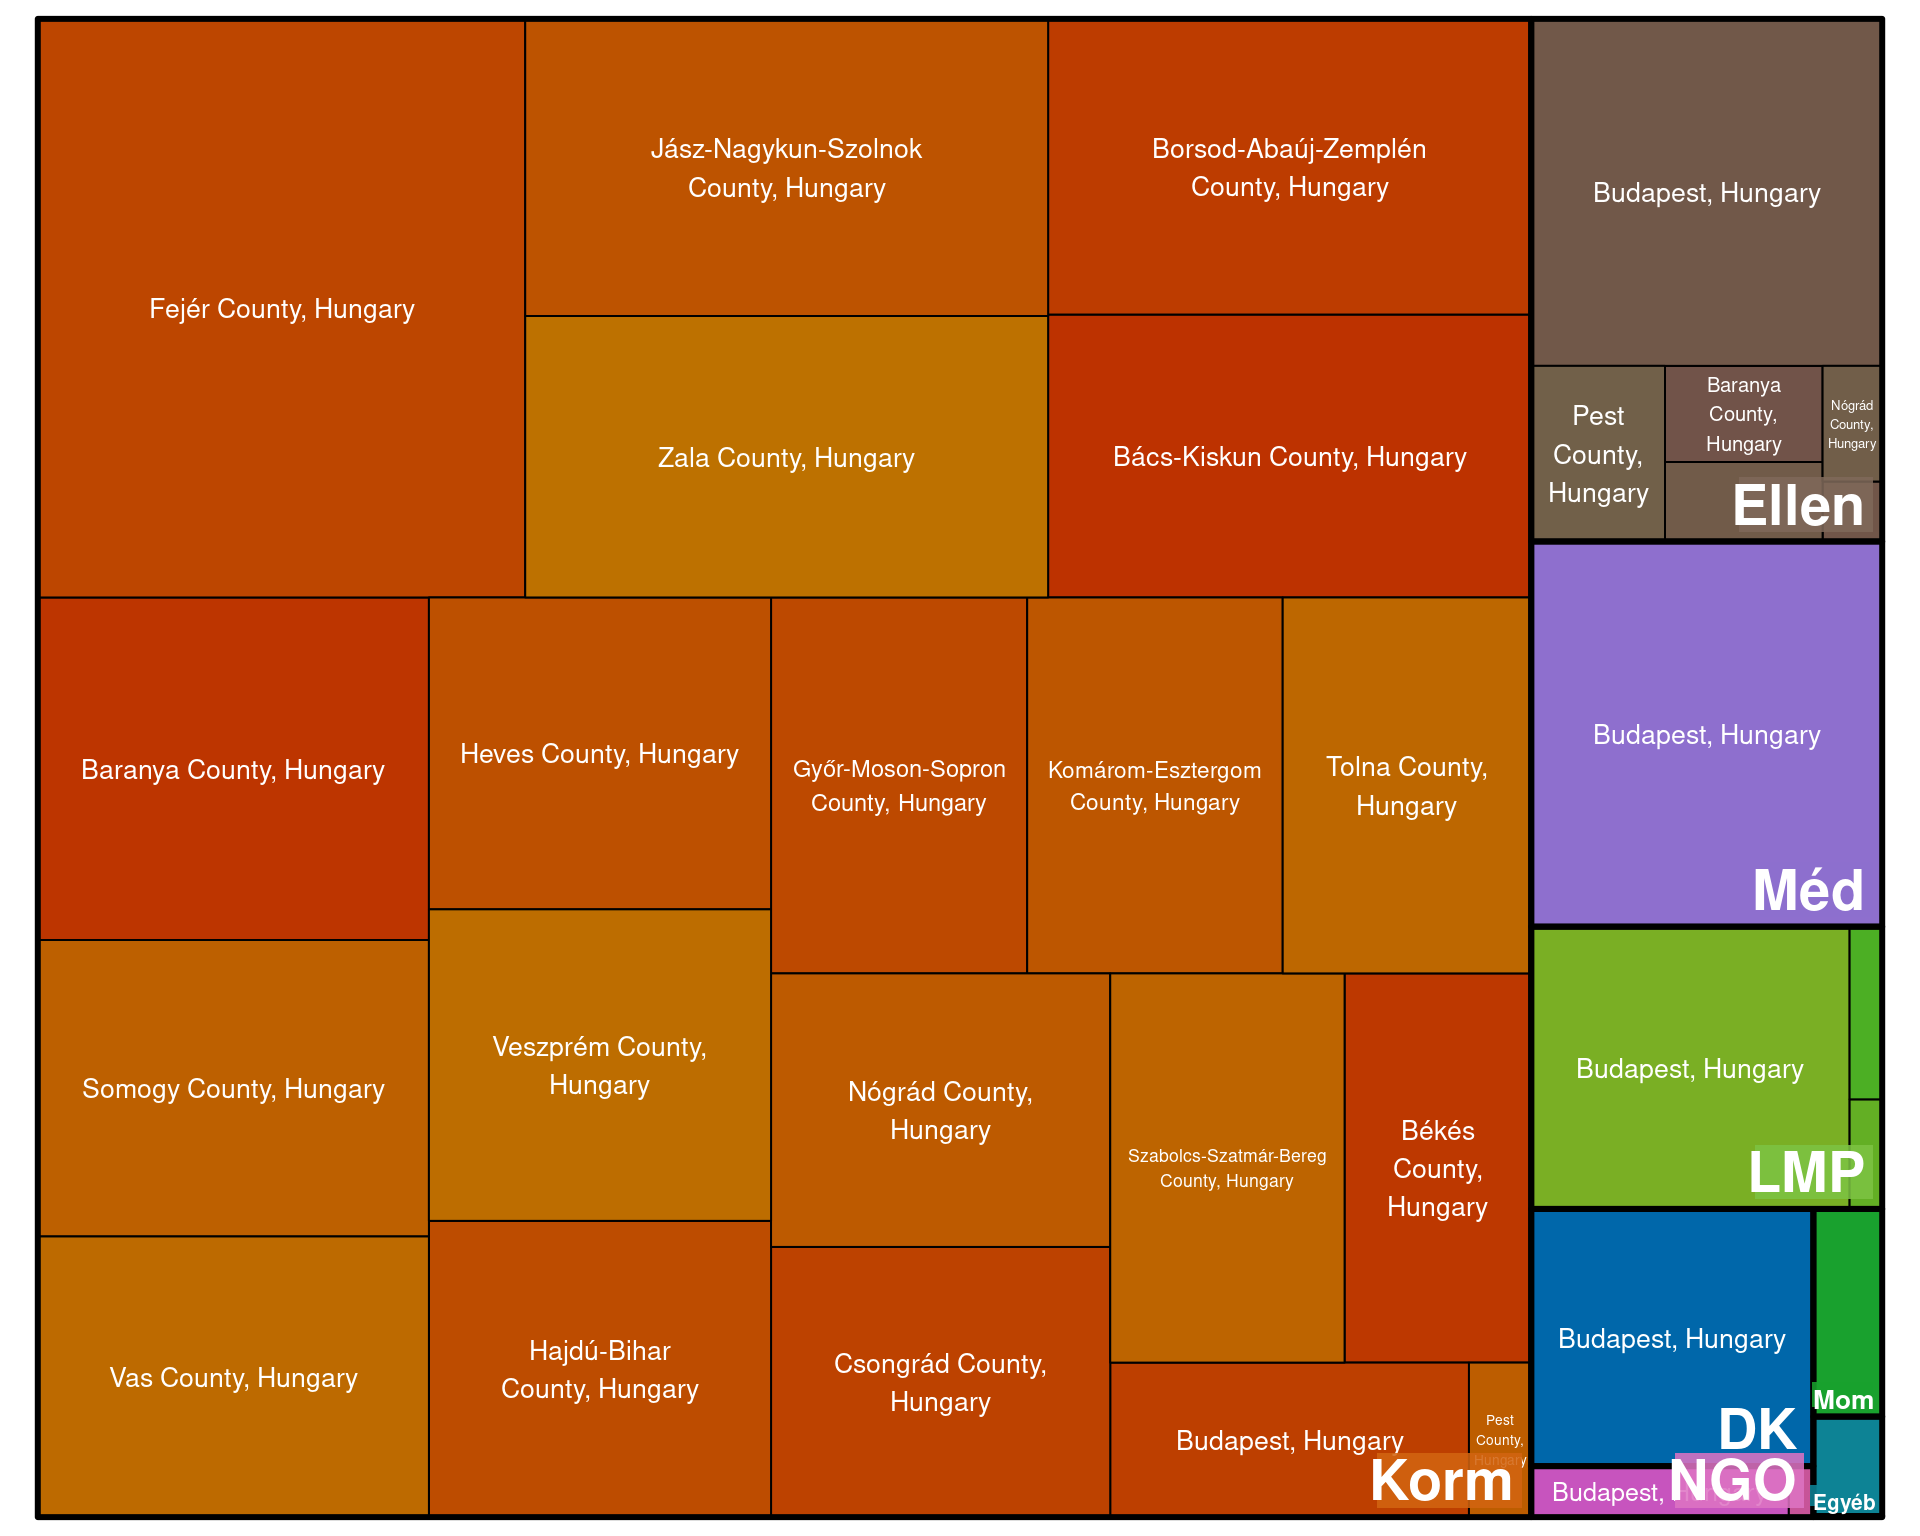 Fejér County, Hungary
Jász-Nagykun-Szolnok
County, Hungary
Borsod-Abaúj-Zemplén
County, Hungary
Zala County, Hungary
Bács-Kiskun County, Hungary
Baranya County, Hungary
Heves County, Hungary
Győr-Moson-Sopron
County, Hungary
Komárom-Esztergom
County, Hungary
Tolna County,
Hungary
Somogy County, Hungary
Veszprém County,
Hungary
Nógrád County,
Hungary
Szabolcs-Szatmár-Bereg
County, Hungary
Békés
County,
Hungary
Vas County, Hungary
Hajdú-Bihar
County, Hungary
Csongrád County,
Hungary
Budapest, Hungary
Pest
County,
Hungary
Korm
Budapest, Hungary
Pest
County,
Hungary
Baranya
County,
Hungary
Nógrád
County,
Hungary
Ellen
Budapest, Hungary
Méd
Budapest, Hungary
LMP
Budapest, Hungary
DK
Mom
Budapest,
NGO
Egyéb